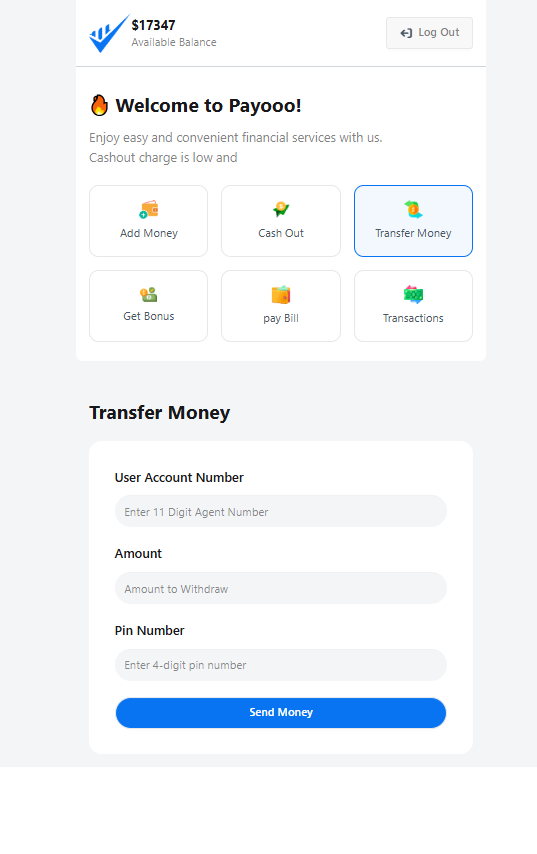 $17347
Available Balance
Log Out
Welcome to Payooo!
Enjoy easy and convenient financial services with us.
Cashout charge is low and
Add Money
Cash Out
Transfer Money
Get Bonus
pay Bill
Transactions
Transfer Money
User Account Number
Enter 11 Digit Agent Number
Amount
Amount to Withdraw
Pin Number
Enter 4-digit pin number
Send Money